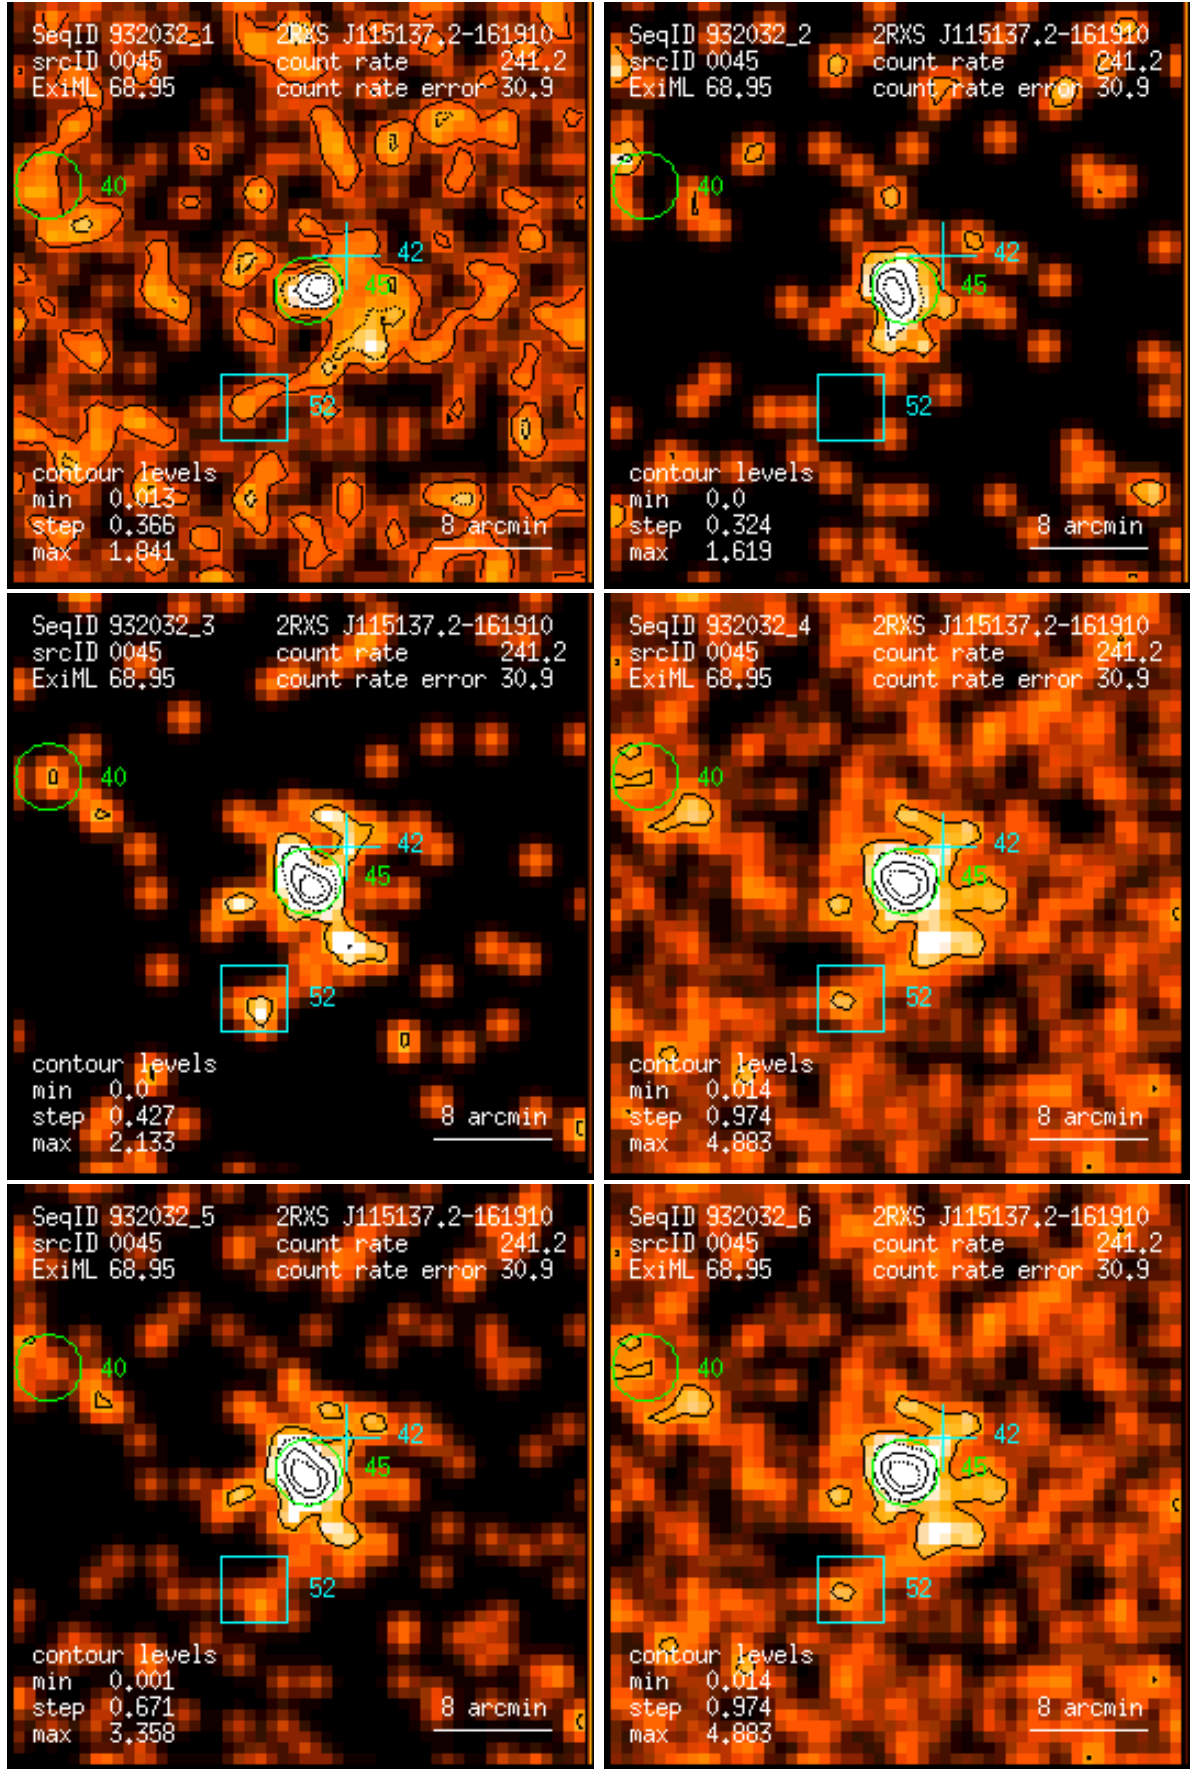 SeqID 932032_1 2RXS J115137.2-161910
srcID 0045 count rate 241.2
ExiML 68.95 count rate error 30.9
40
42
45
52
contour levels
min 0.013
step 0.366 8 arcmin
max 1.841
SeqID 932032_2 2RXS J115137.2-161910
srcID 0045 count rate 241.2
ExiML 68.95 count rate error 30.9
40
42
45
52
contour levels
min 0.0
step 0.324 8 arcmin
max 1.619
SeqID 932032_3 2RXS J115137.2-161910
srcID 0045 count rate 241.2
ExiML 68.95 count rate error 30.9
40
42
45
52
contour levels
min 0.0
step 0.427 8 arcmin
max 2.133
SeqID 932032_4 2RXS J115137.2-161910
srcID 0045 count rate 241.2
ExiML 68.95 count rate error 30.9
40
42
45
52
contour levels
min 0.014
step 0.974 8 arcmin
max 4.883
SeqID 932032_5 2RXS J115137.2-161910
srcID 0045 count rate 241.2
ExiML 68.95 count rate error 30.9
40
42
45
52
contour levels
min 0.001
step 0.671 8 arcmin
max 3.358
SeqID 932032_6 2RXS J115137.2-161910
srcID 0045 count rate 241.2
ExiML 68.95 count rate error 30.9
40
42
45
52
contour levels
min 0.014
step 0.974 8 arcmin
max 4.883